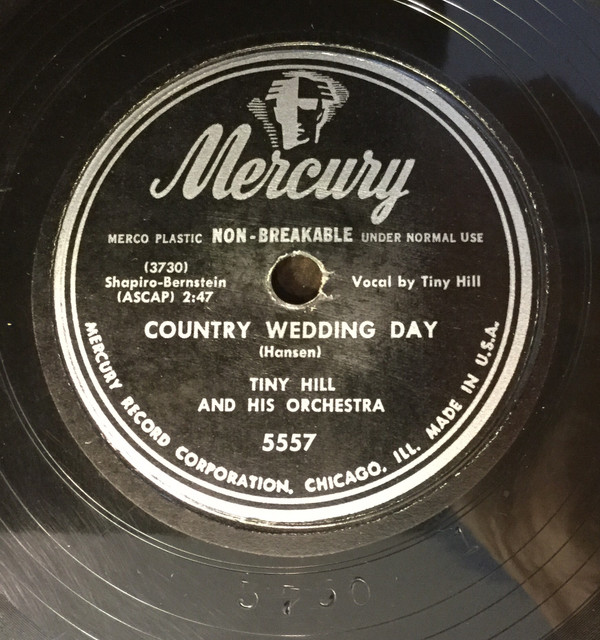 Mercury
MERCO PLASTIC NON-BREAKABLE UNDER NORMAL USE
(3730)
Shapiro-Bernstein
(ASCAP) 2:47
Vocal by Tiny Hill
COUNTRY WEDDING DAY
(Hansen)
TINY HILL
AND HIS ORCHESTRA
5557
MERCURY RECORD CORPORATION, CHICAGO, ILL. MADE IN U.S.A.
3730